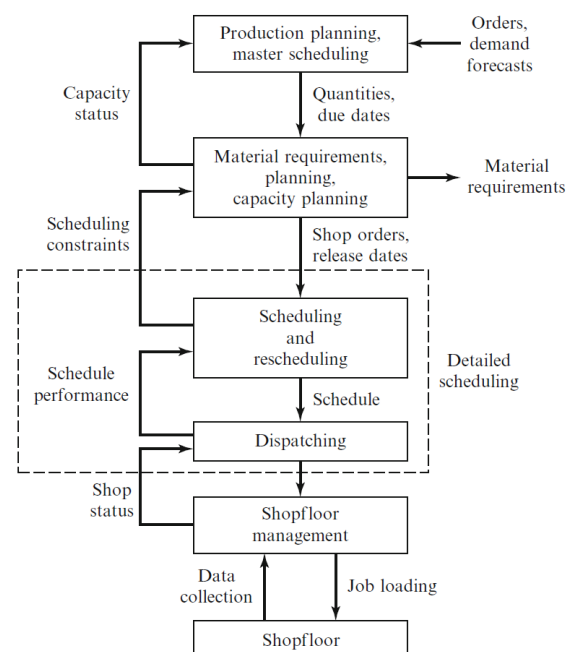 Production planning,
master scheduling
Orders,
demand
forecasts
Capacity
status
Quantities,
due dates
Material requirements,
planning,
capacity planning
Material
requirements
Scheduling
constraints
Shop orders,
release dates
Scheduling
and
rescheduling
Detailed
scheduling
Schedule
performance
Schedule
Dispatching
Shop
status
Shopfloor
management
Data
collection
Job loading
Shopfloor